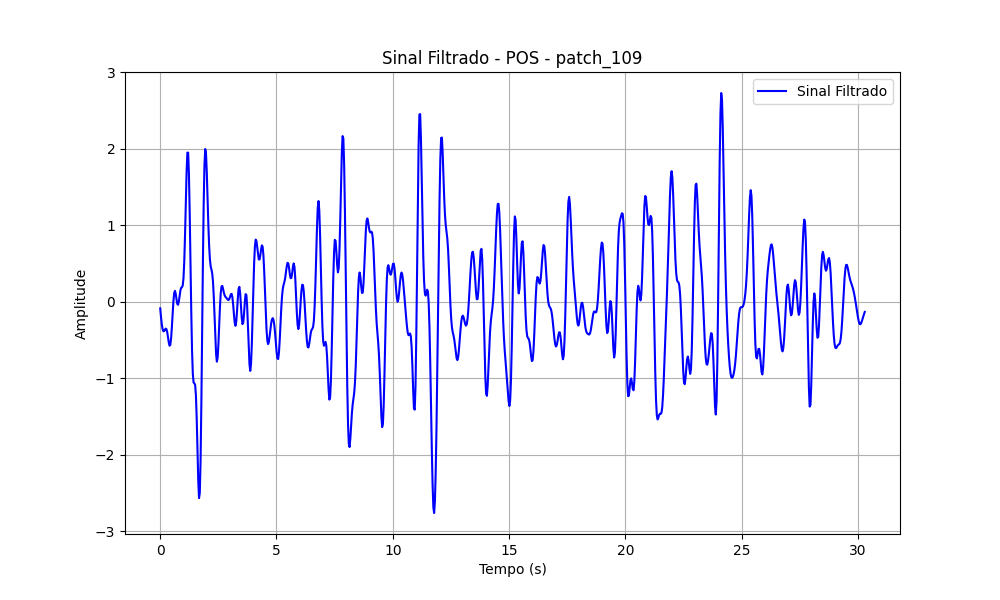 Sinal Filtrado - POS - patch_109
Sinal Filtrado
Amplitude
3
2
1
0
−1
−2
−3
0 5 10 15 20 25 30
Tempo (s)